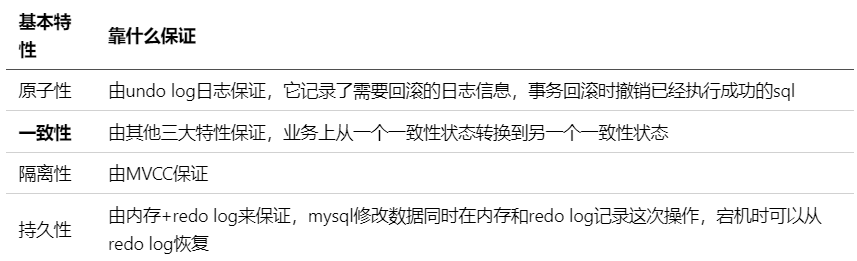 基本特
性
靠什么保证
原子性
由undo log日志保证，它记录了需要回滚的日志信息，事务回滚时撤销已经执行成功的sql
一致性
由其他三大特性保证，业务上从一个一致性状态转换到另一个一致性状态
隔离性
由MVCC保证
持久性
由内存+redo log来保证，mysql修改数据同时在内存和redo log记录这次操作，宕机时可以从
redo log恢复